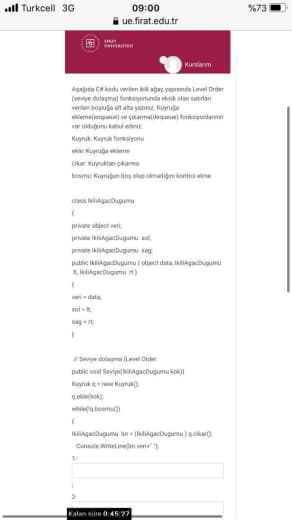 Turkcell 3G
09:00
%73
ue.firat.edu.tr
FIRAT
ÜNİVERSİTESİ
Kurslarım
Aşağıda C# kodu verilen ikili ağaç yapısında Level Order
(seviye dolaşma) fonksiyonunda eksik olan satırları
verilen boşluğa alt alta yazınız. Kuyruğa
ekleme(enqueue) ve çıkarma(dequeue) fonksiyonlarının
var olduğunu kabul ediniz.
Kuyruk: Kuyruk fonksiyonu
ekle: Kuyruğa ekleme
cikar: Kuyruktan çıkarma
bosmu: Kuyruğun boş olup olmadığını kontrol etme
class IkiliAgacDugumu
{
private object veri;
private IkiliAgacDugumu sol;
private IkiliAgacDugumu sag;
public IkiliAgacDugumu ( object data, IkiliAgacDugumu
lt, IkiliAgacDugumu rt )
{
veri = data;
sol = lt;
sag = rt;
}
// Seviye dolaşma (Level Order
public void Seviye(IkiliAgacDugumu kok){
Kuyruk q = new Kuyruk();
q.ekle(kok);
while(!q.bosmu())
{
IkiliAgacDugumu bn = (IkiliAgacDugumu ) q.cikar();
Console.WriteLine(bn.veri+" ");
1-
;
2-
Kalan süre 0:45:27